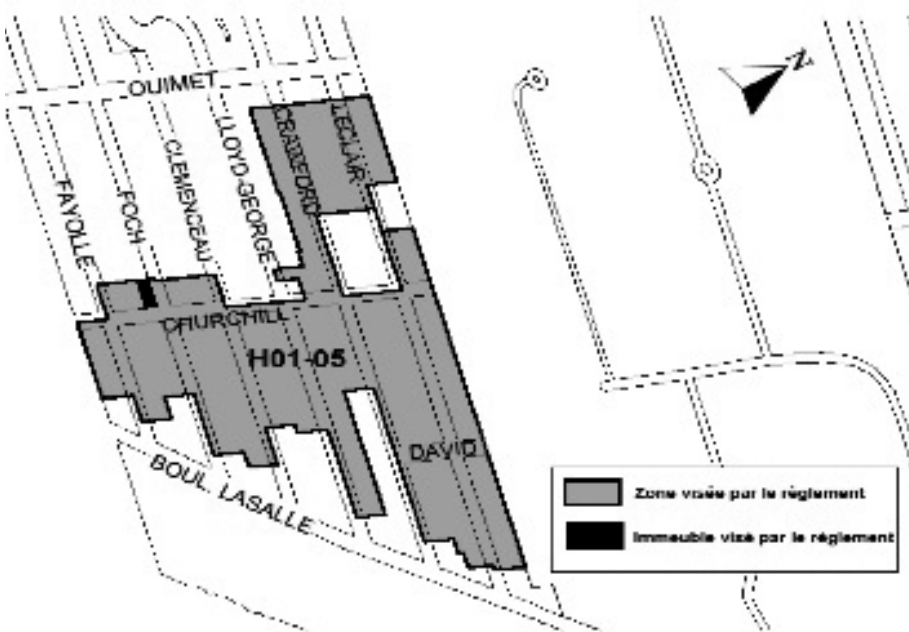 OUIMET
N
CRAWFORD
LECLAIR
LLOYD-GEORGE
CLEMENCEAU
FOCH
FAYOLLE
CHURCHILL
H01-05
DAVID
BOUL. LASALLE
Zone visée par le règlement
Immeuble visé par le règlement